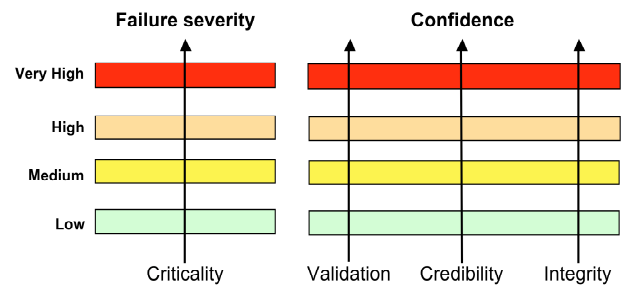 Failure severity
Confidence
Very High
High
Medium
Low
Criticality
Validation
Credibility
Integrity